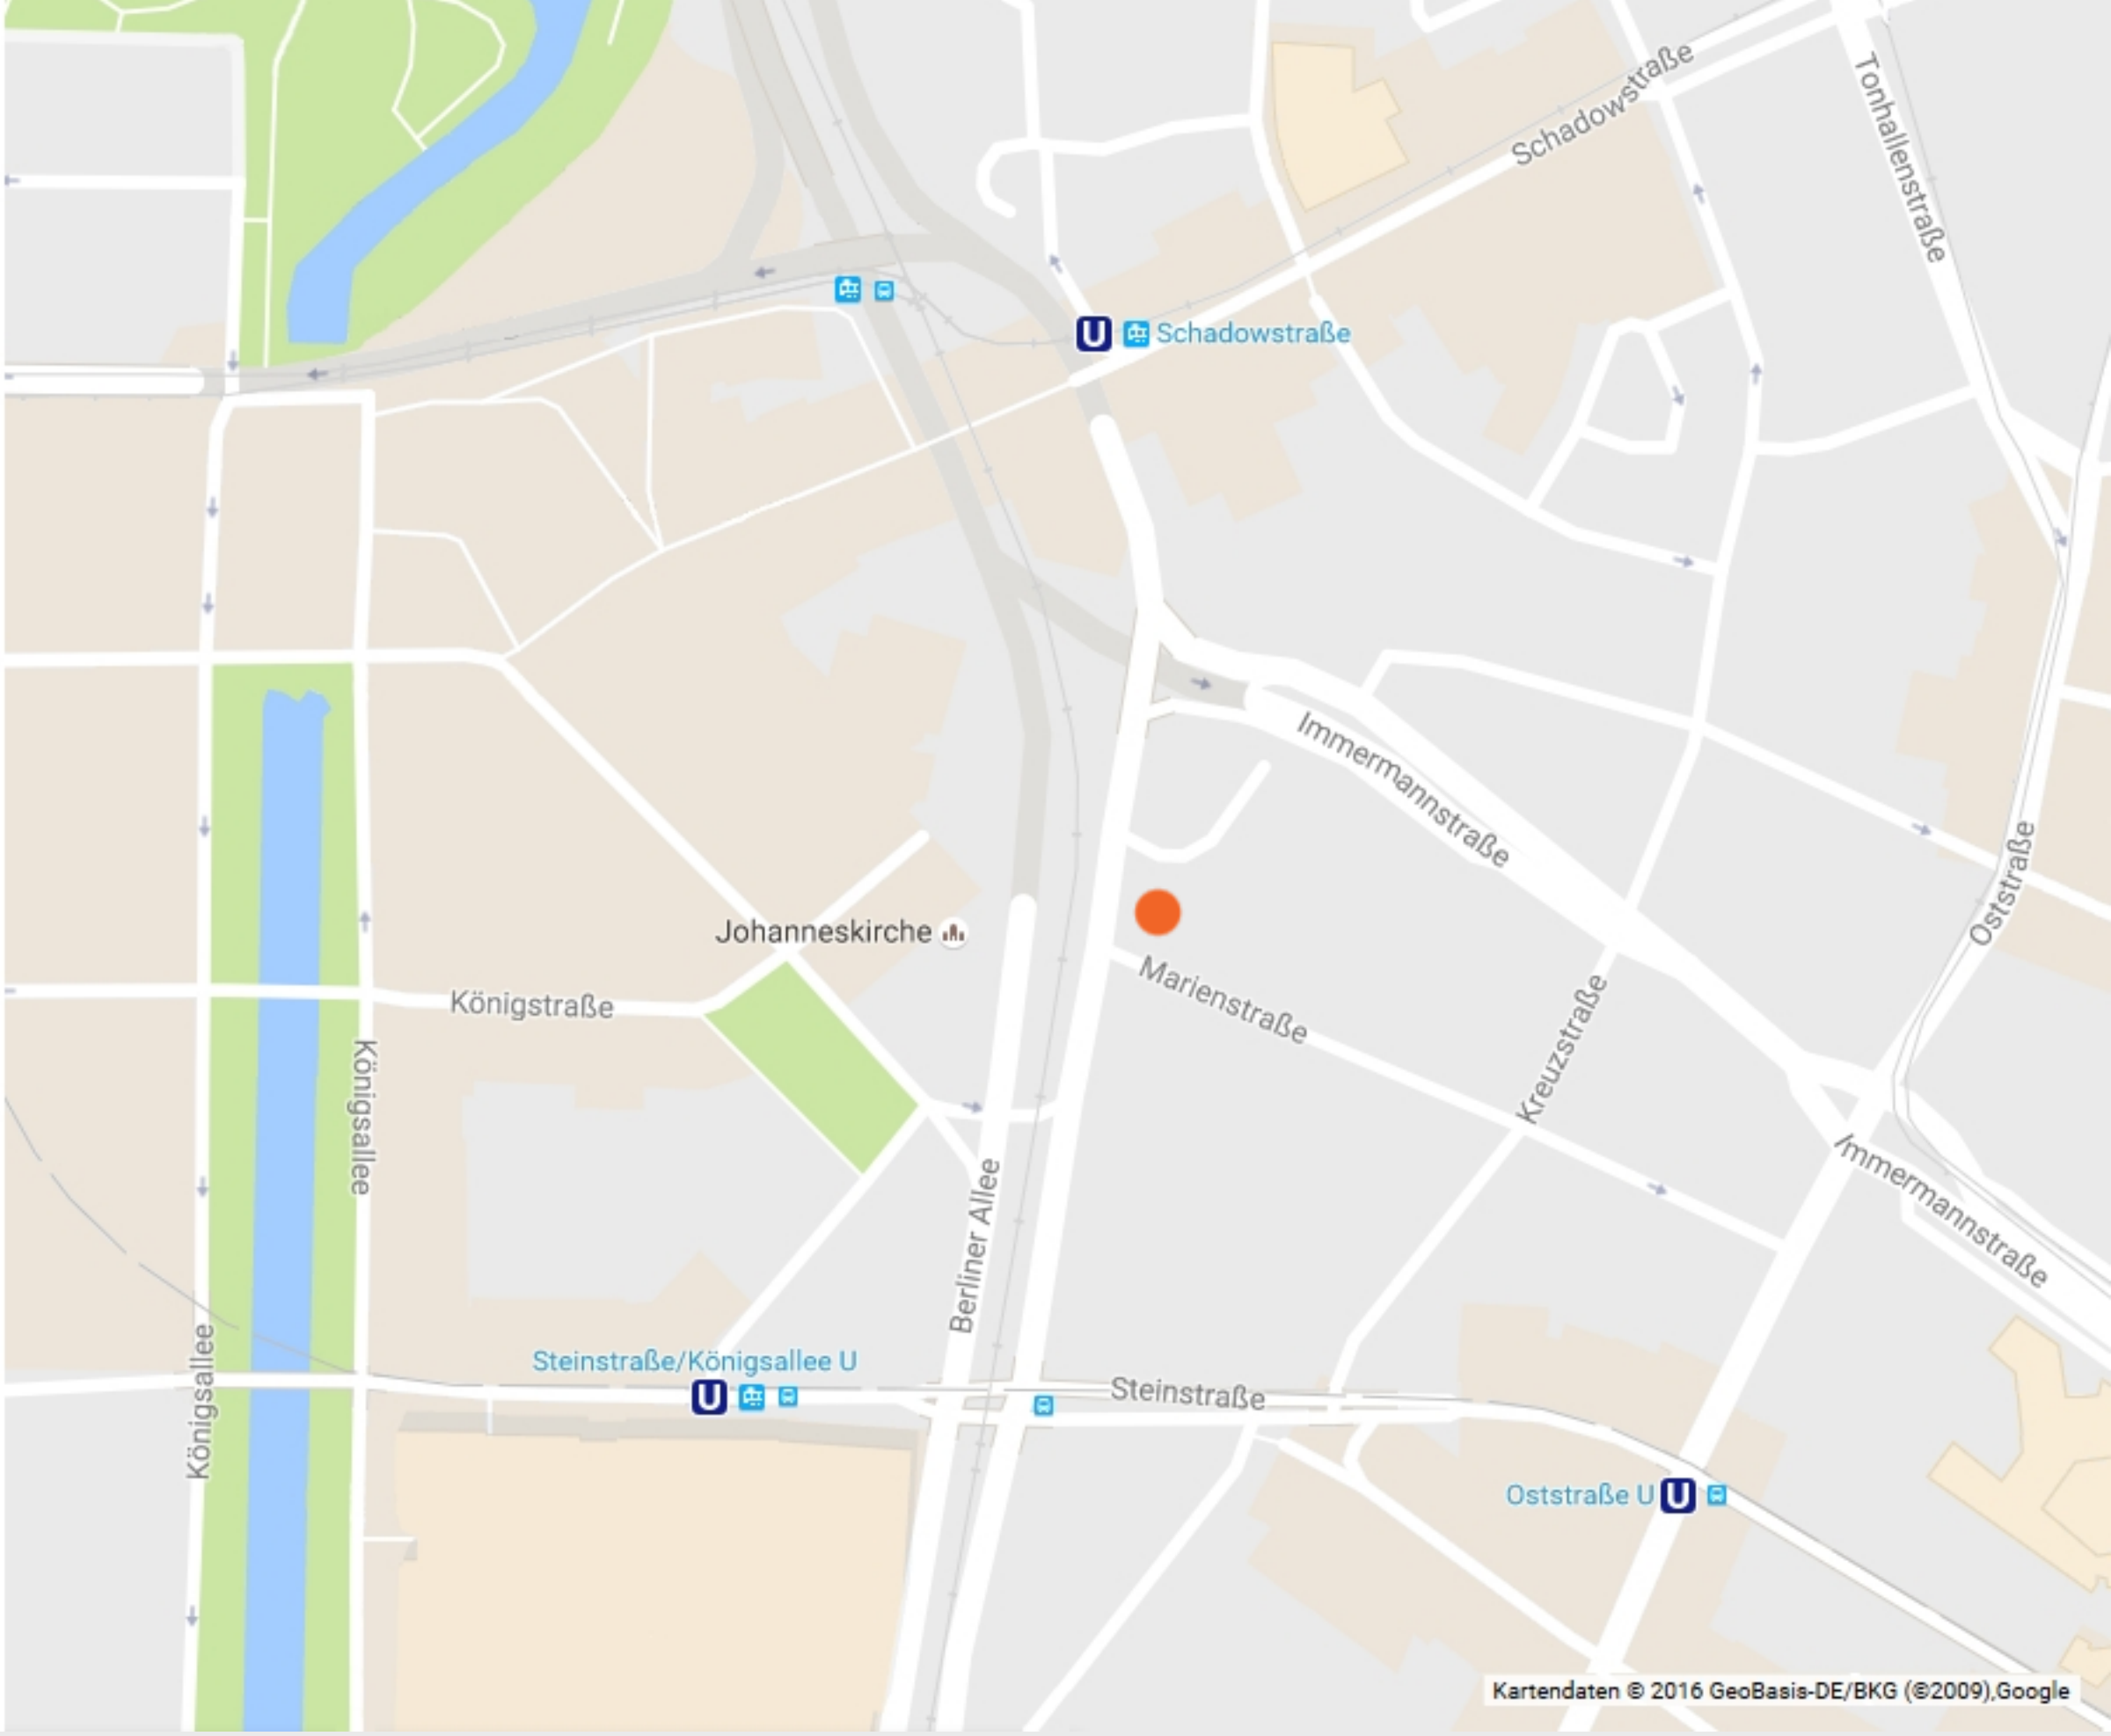 Schadowstraße
Tonhallenstraße
U Schadowstraße
Immermannstraße
Oststraße
Johanneskirche
Marienstraße
Königstraße
Kreuzstraße
Königsallee
Immermannstraße
Berliner Allee
Königsallee
Steinstraße/Königsallee U
U
Steinstraße
Oststraße U U
Kartendaten © 2016 GeoBasis-DE/BKG (©2009),Google